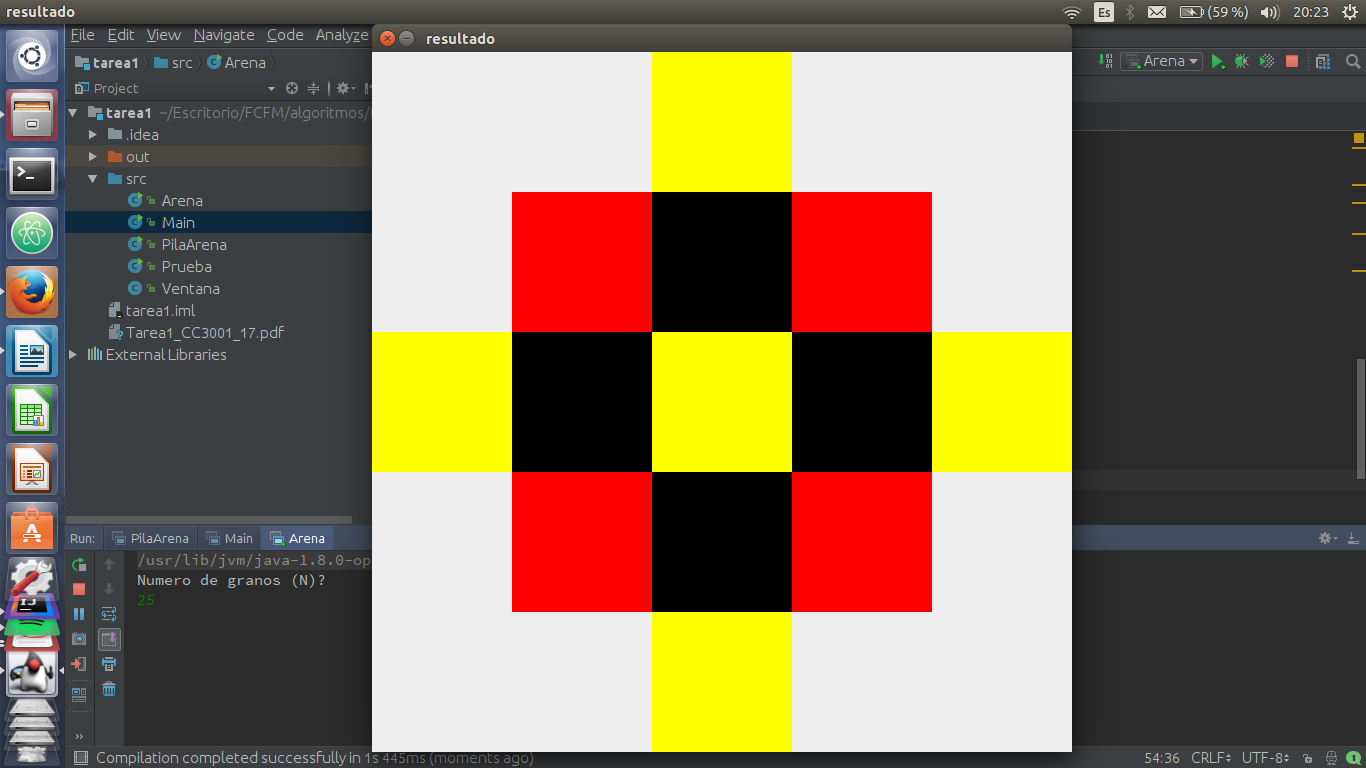 resultado
Es
(59 %)
20:23
File Edit View Navigate Code Analyze
resultado
tarea1 src Arena
Arena
Project
tarea1 ~/Escritorio/FCFM/algoritmos/
.idea
out
src
Arena
Main
PilaArena
Prueba
Ventana
tarea1.iml
Tarea1_CC3001_17.pdf
External Libraries
Run: PilaArena Main Arena
/usr/lib/jvm/java-1.8.0-op
Numero de granos (N)?
25
Compilation completed successfully in 1s 445ms (moments ago)
54:36 CRLF UTF-8